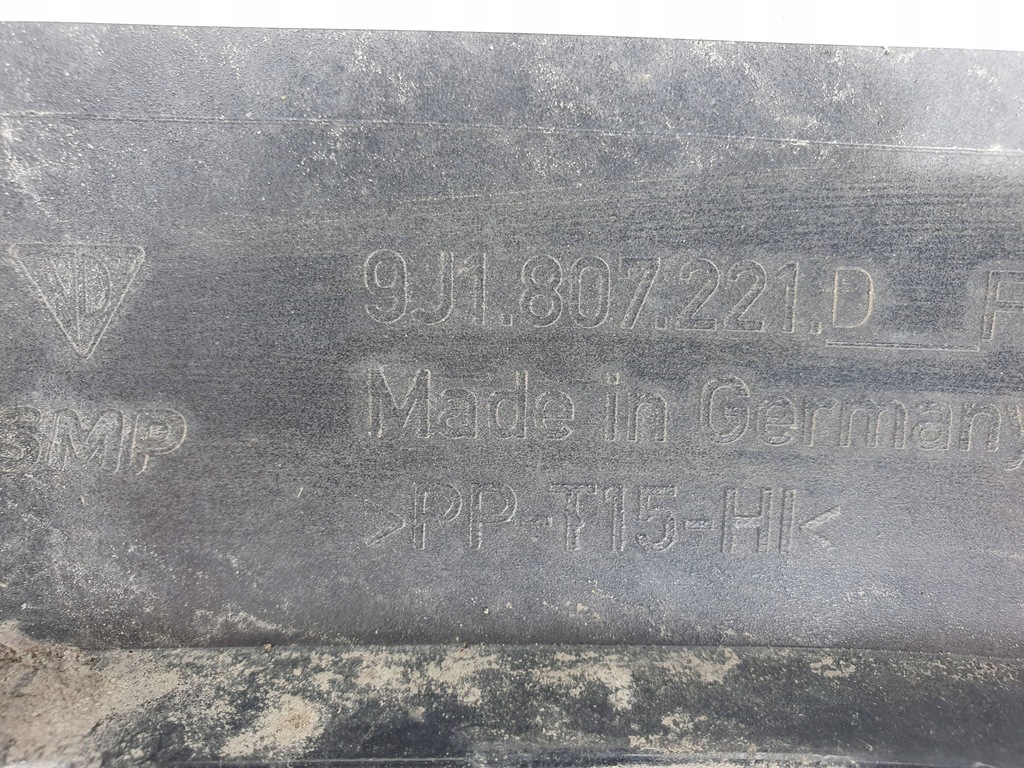 9J1.807.221.D F
Made in Germany
SMP
>PP-T15-HI<